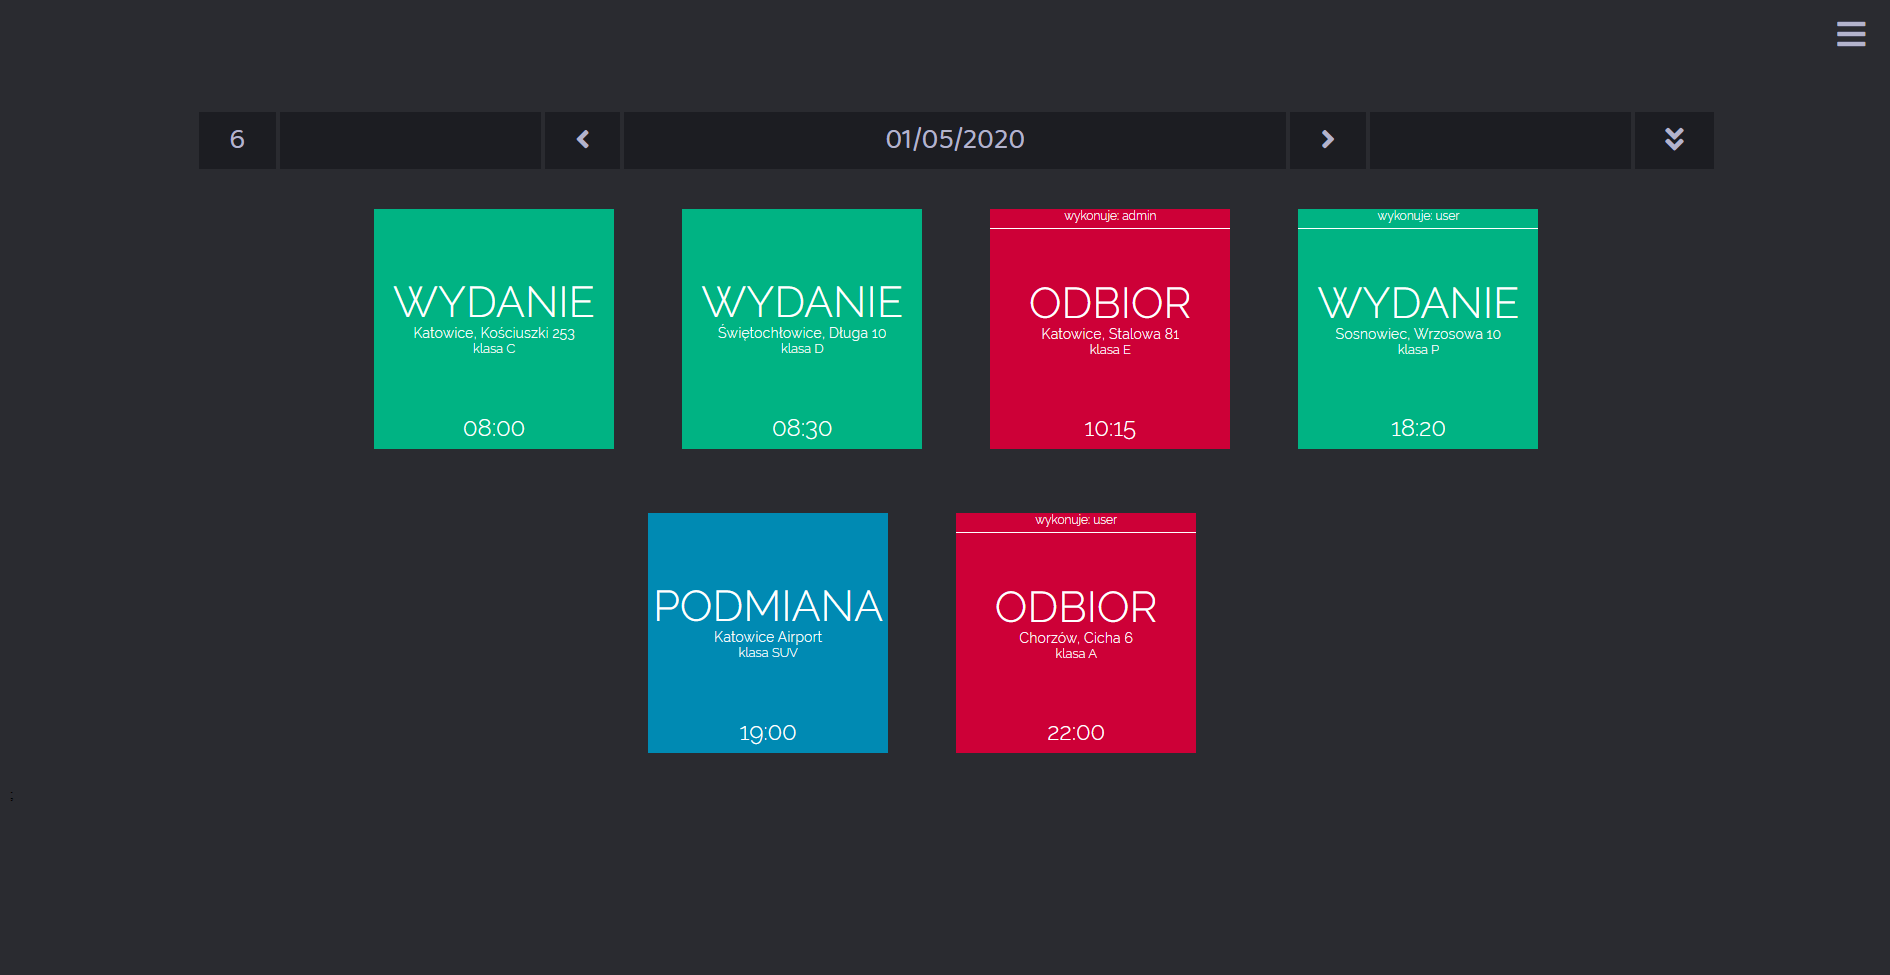 6
01/05/2020
WYDANIE
Katowice, Kościuszki 253
klasa C
08:00
WYDANIE
Świętochłowice, Długa 10
klasa D
08:30
wykonuje: admin
ODBIOR
Katowice, Stalowa 81
klasa E
10:15
wykonuje: user
WYDANIE
Sosnowiec, Wrzosowa 10
klasa P
18:20
PODMIANA
Katowice Airport
klasa SUV
19:00
wykonuje: user
ODBIOR
Chorzów, Cicha 6
klasa A
22:00
;